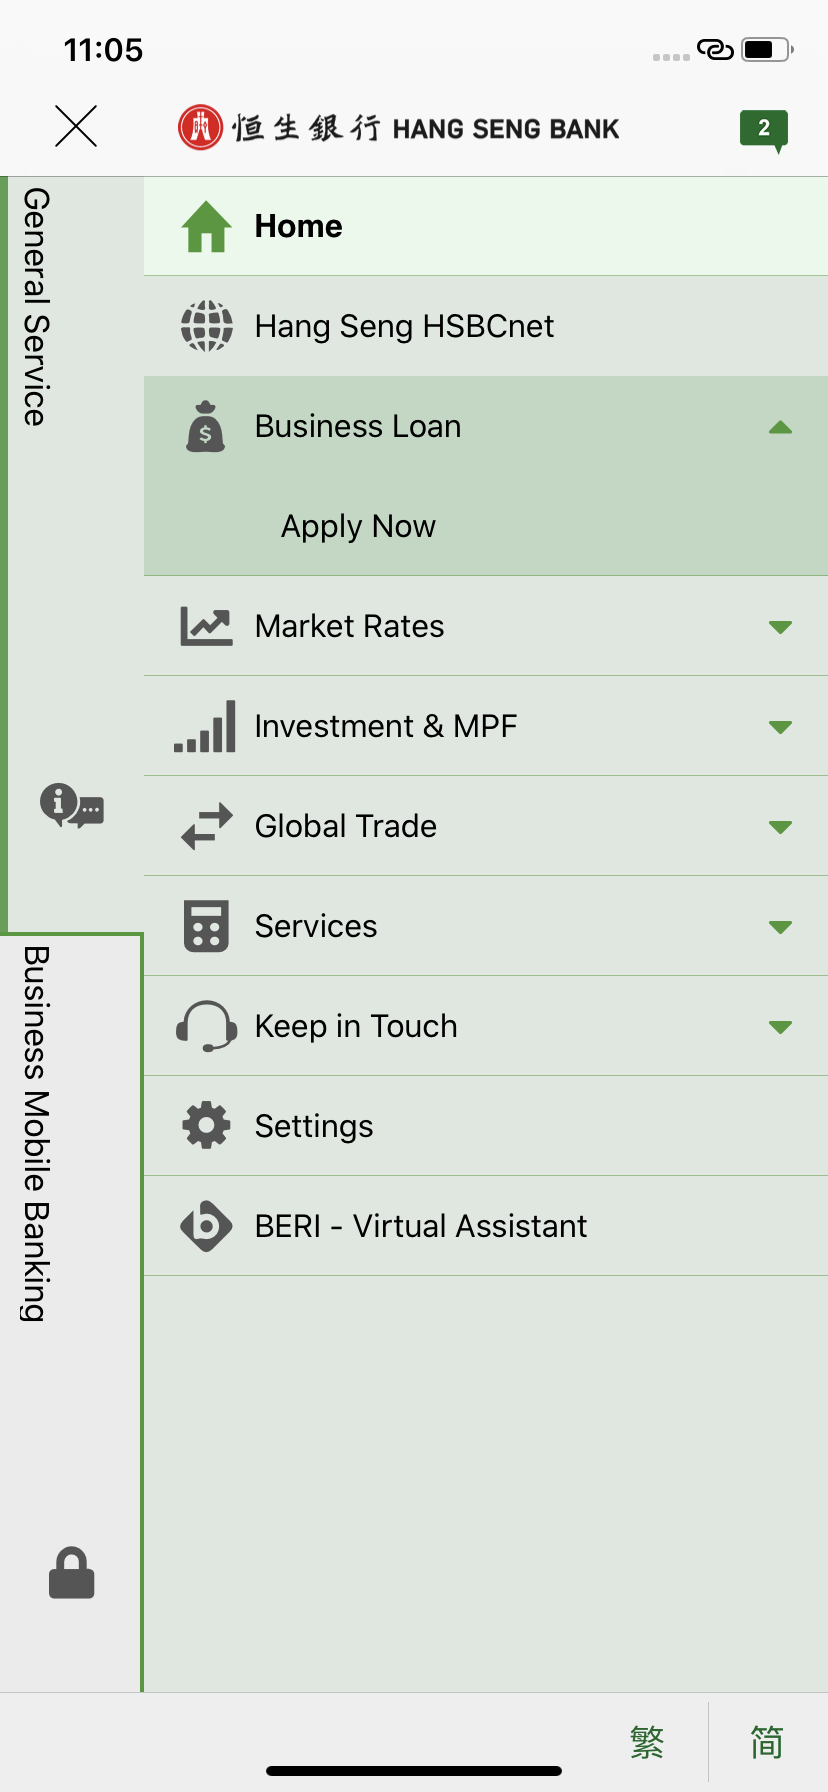 11:05
恒生銀行 HANG SENG BANK
2
General Service
Home
Hang Seng HSBCnet
$ Business Loan
Apply Now
Market Rates
Investment & MPF
Global Trade
Services
Keep in Touch
Settings
BERI - Virtual Assistant
Business Mobile Banking
繁
简